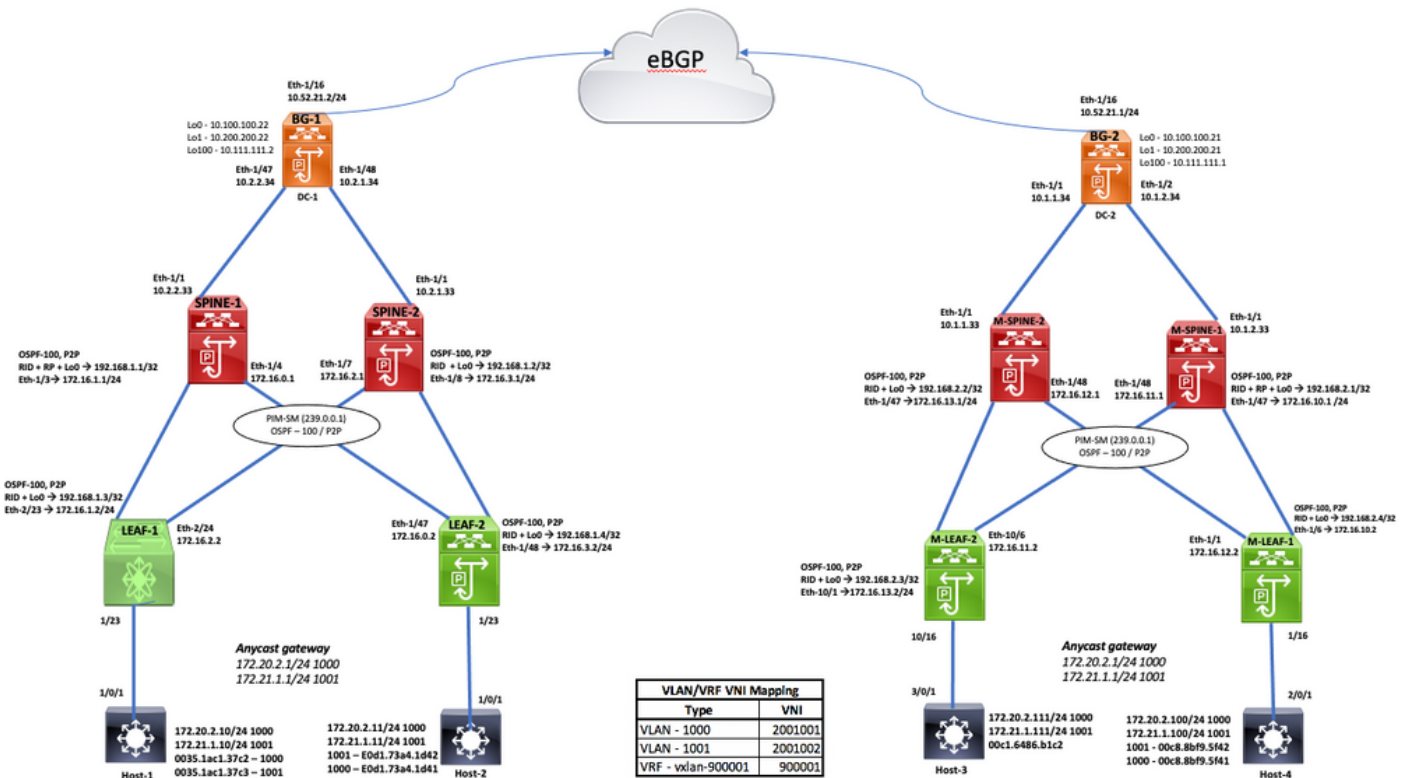 eBGP
Eth-1/16
10.52.21.2/24
BG-1
Lo0 - 10.100.100.22
Lo1 - 10.200.200.22
Lo100 - 10.111.111.2
Eth-1/47
10.2.2.34
Eth-1/48
10.2.1.34
DC-1
Eth-1/16
10.52.21.1/24
BG-2
Lo0 - 10.100.100.21
Lo1 - 10.200.200.21
Lo100 - 10.111.111.1
Eth-1/1
10.1.1.34
Eth-1/2
10.1.2.34
DC-2
Eth-1/1
10.2.2.33
SPINE-1
Eth-1/1
10.2.1.33
SPINE-2
OSPF-100, P2P
RID + RP + Lo0 → 192.168.1.1/32
Eth-1/3→ 172.16.1.1/24
Eth-1/4
172.16.0.1
Eth-1/7
172.16.2.1
OSPF-100, P2P
RID + Lo0 → 192.168.1.2/32
Eth-1/8 → 172.16.3.1/24
PIM-SM (239.0.0.1)
OSPF – 100 / P2P
Eth-1/1
10.1.1.33
M-SPINE-2
Eth-1/1
10.1.2.33
M-SPINE-1
OSPF-100, P2P
RID + Lo0 → 192.168.2.2/32
Eth-1/47 →172.16.13.1/24
Eth-1/48
172.16.12.1
Eth-1/48
172.16.11.1
OSPF-100, P2P
RID + RP + Lo0 → 192.168.2.1/32
Eth-1/47 → 172.16.10.1 /24
PIM-SM (239.0.0.1)
OSPF – 100 / P2P
OSPF-100, P2P
RID + Lo0 → 192.168.1.3/32
Eth-2/23 → 172.16.1.2/24
LEAF-1
Eth-2/24
172.16.2.2
Eth-1/47
172.16.0.2
LEAF-2
OSPF-100, P2P
RID + Lo0 → 192.168.1.4/32
Eth-1/48 → 172.16.3.2/24
M-LEAF-2
Eth-10/6
172.16.11.2
OSPF-100, P2P
RID + Lo0 → 192.168.2.3/32
Eth-10/1 →172.16.13.2/24
Eth-1/1
172.16.12.2
M-LEAF-1
OSPF-100, P2P
RID + Lo0 → 192.168.2.4/32
Eth-1/6 → 172.16.10.2
1/23
1/23
10/16
1/16
Anycast gateway
172.20.2.1/24 1000
172.21.1.1/24 1001
Anycast gateway
172.20.2.1/24 1000
172.21.1.1/24 1001
1/0/1
Host-1
172.20.2.10/24 1000
172.21.1.10/24 1001
0035.1ac1.37c2 – 1000
0035.1ac1.37c3 – 1001
172.20.2.11/24 1000
172.21.1.11/24 1001
1001 – E0d1.73a4.1d42
1000 – E0d1.73a4.1d41
1/0/1
Host-2
VLAN/VRF VNI Mapping
Type VNI
VLAN - 1000 2001001
VLAN - 1001 2001002
VRF - vxlan-900001 900001
3/0/1
Host-3
172.20.2.111/24 1000
172.21.1.111/24 1001
00c1.6486.b1c2
2/0/1
172.20.2.100/24 1000
172.21.1.100/24 1001
1001 - 00c8.8bf9.5f42
1000 - 00c8.8bf9.5f41
Host-4